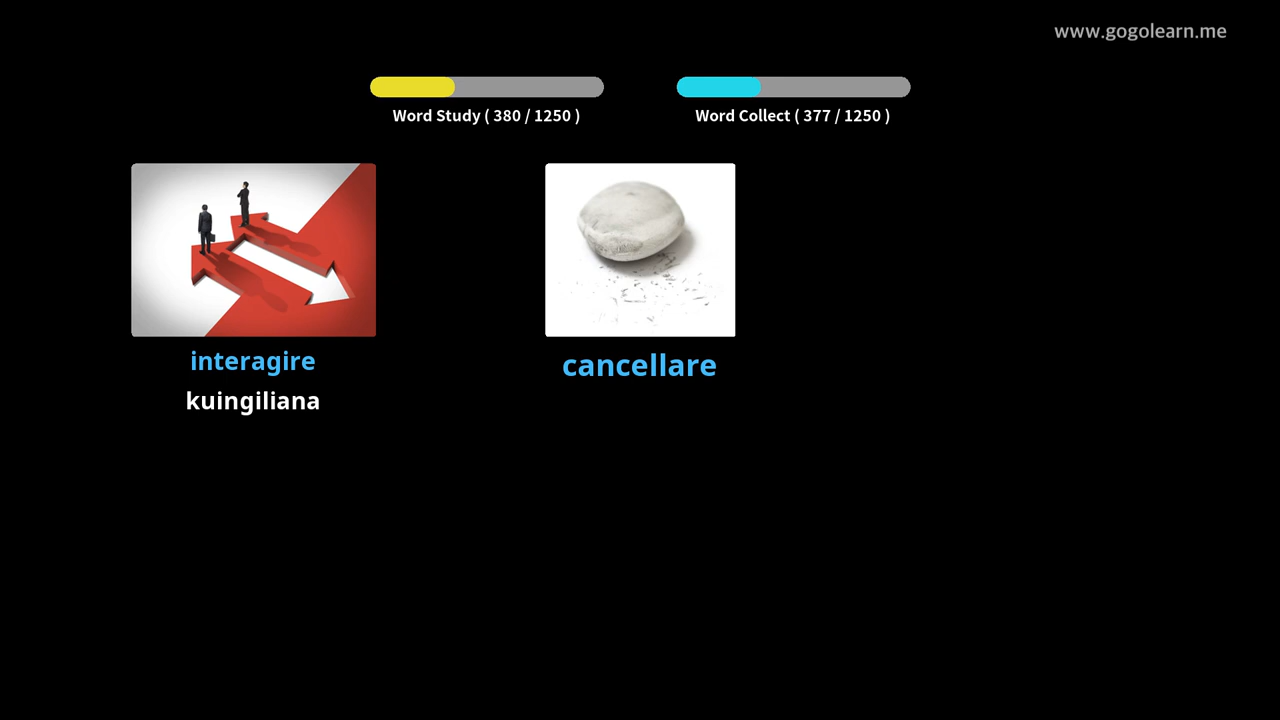 www.gogolearn.me
Word Study ( 380 / 1250 )
Word Collect ( 377 / 1250 )
interagire
kuingiliana
cancellare